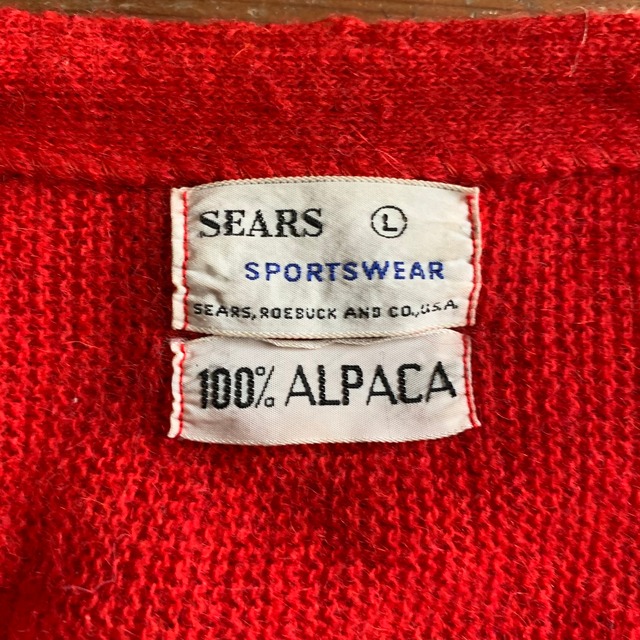 SEARS L
SPORTSWEAR
SEARS, ROEBUCK AND CO., U.S.A.
100% ALPACA